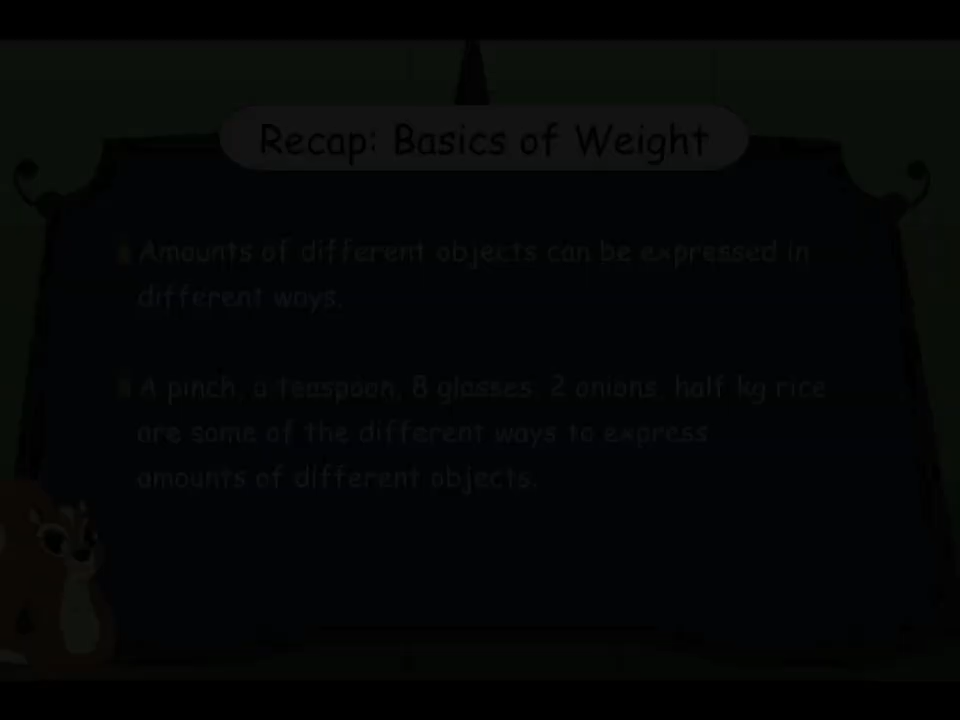 Recap: Basics of Weight
Amounts of different objects can be expressed in
different ways.
A pinch, a teaspoon, 8 glasses, 2 onions, half kg rice
are some of the different ways to express
amounts of different objects.